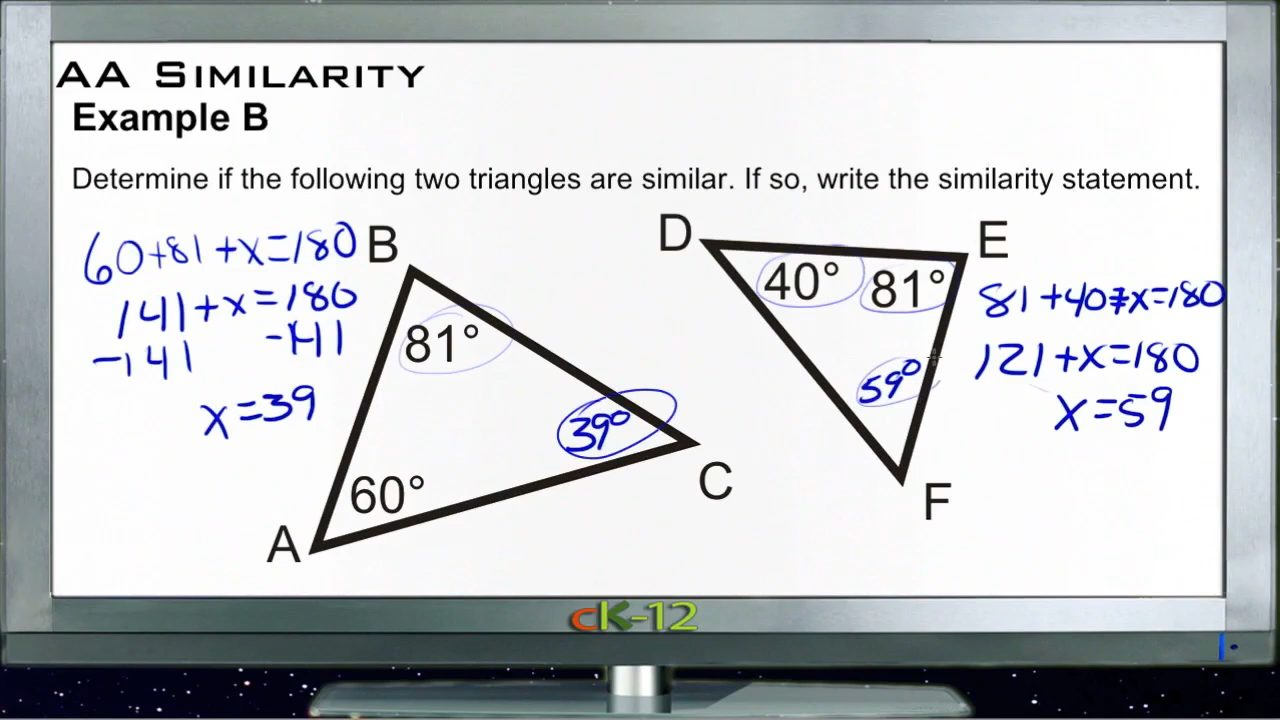 AA SIMILARITY
Example B
Determine if the following two triangles are similar. If so, write the similarity statement.
60+81+x=180
141+x=180
-141 -141
x=39
B
81°
39°
60°
A
C
D
E
40°
81°
59°
F
81+40+x=180
121+x=180
x=59
cK-12